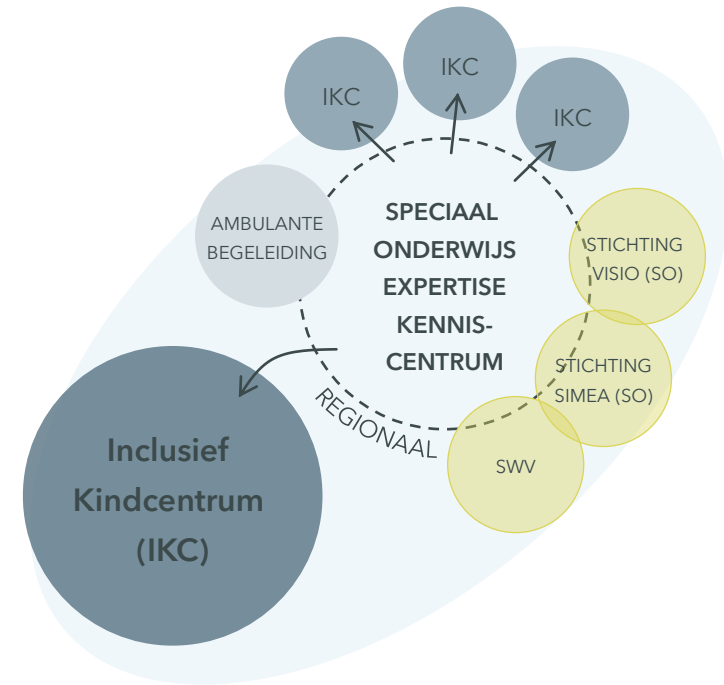 IKC
IKC
IKC
AMBULANTE
BEGELEIDING
SPECIAAL
ONDERWIJS
EXPERTISE
KENNIS-
CENTRUM
STICHTING
VISIO (SO)
STICHTING
SIMEA (SO)
SWV
REGIONAAL
Inclusief
Kindcentrum
(IKC)